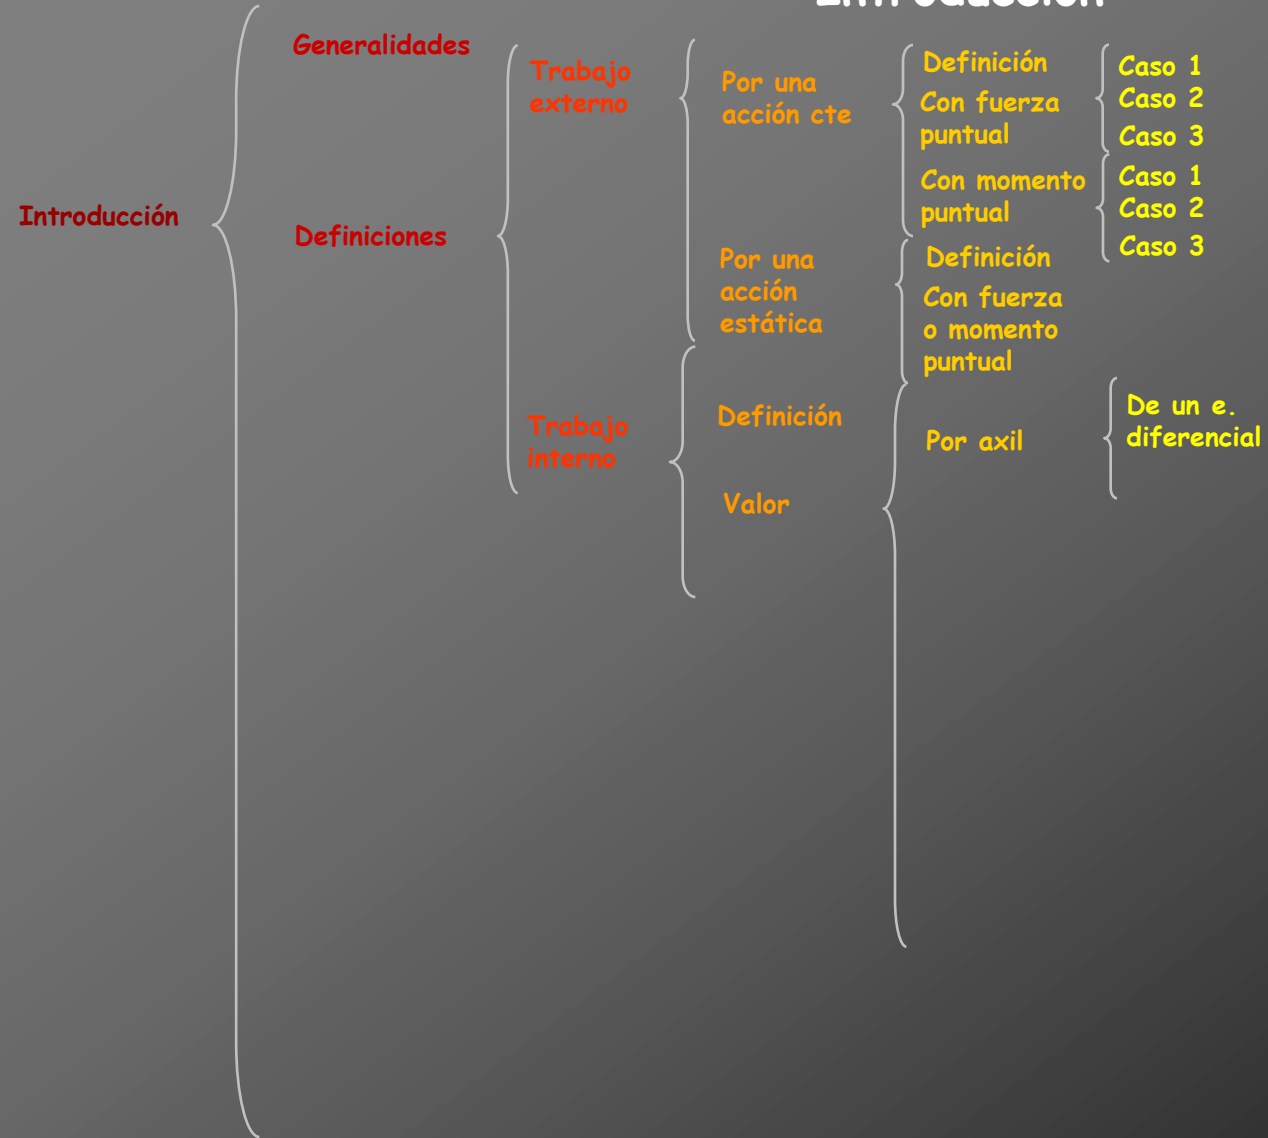 Introducción
Generalidades
Trabajo
externo
Por una
acción cte
Definición
Con fuerza
puntual
Caso 1
Caso 2
Caso 3
Con momento
puntual
Caso 1
Caso 2
Caso 3
Introducción
Definiciones
Por una
acción
estática
Definición
Con fuerza
o momento
puntual
Trabajo
interno
Definición
Valor
Por axil
De un e.
diferencial